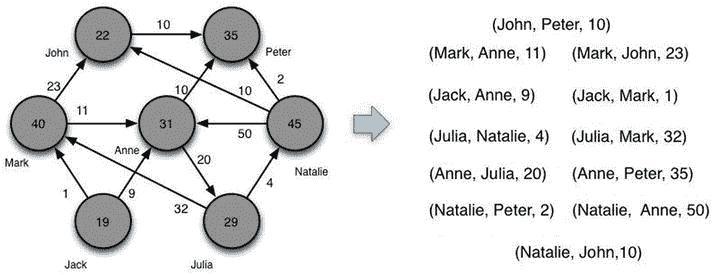 10
22
35
John
Peter
23
10
10
2
11
40
31
45
50
Mark
Anne
Natalie
20
1
9
32
4
19
29
Jack
Julia
(John, Peter, 10)
(Mark, Anne, 11) (Mark, John, 23)
(Jack, Anne, 9) (Jack, Mark, 1)
(Julia, Natalie, 4) (Julia, Mark, 32)
(Anne, Julia, 20) (Anne, Peter, 35)
(Natalie, Peter, 2) (Natalie, Anne, 50)
(Natalie, John,10)